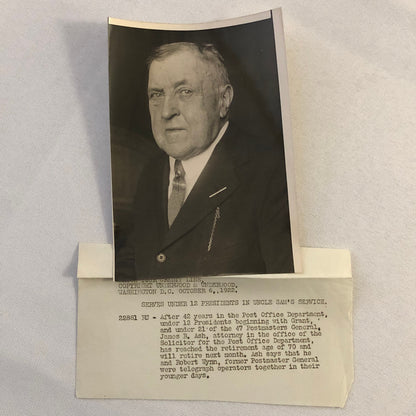 COPYRIGHT UNDERWOOD & UNDERWOOD,
WASHINGTON D.C. OCTOBER 6, 1922.
SERVES UNDER 12 PRESIDENTS IN UNCLE SAM'S SERVICE.
22881 RU - After 42 years in the Post Office Department,
under 12 Presidents beginning with Grant,
and under 21 of the 47 Postmasters General,
James B. Ash, attorney in the office of the
Solicitor for the Post Office Department,
has reached the retirement age of 70 and
will retire next month. Ash says that he
and Robert Wynn, former Postmaster General
were telegraph operators together in their
younger days.